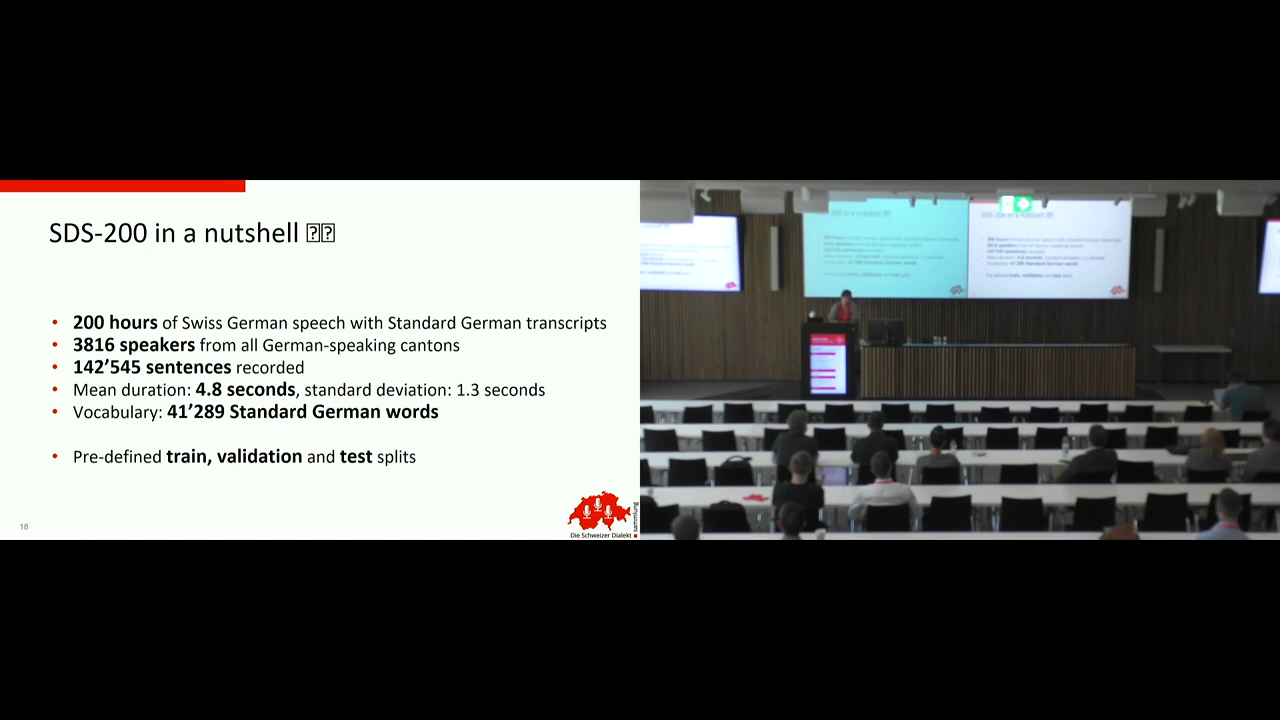 SDS-200 in a nutshell
• 200 hours of Swiss German speech with Standard German transcripts
• 3816 speakers from all German-speaking cantons
• 142’545 sentences recorded
• Mean duration: 4.8 seconds, standard deviation: 1.3 seconds
• Vocabulary: 41’289 Standard German words
• Pre-defined train, validation and test splits
18
Die Schweizer Dialekt
sammlung